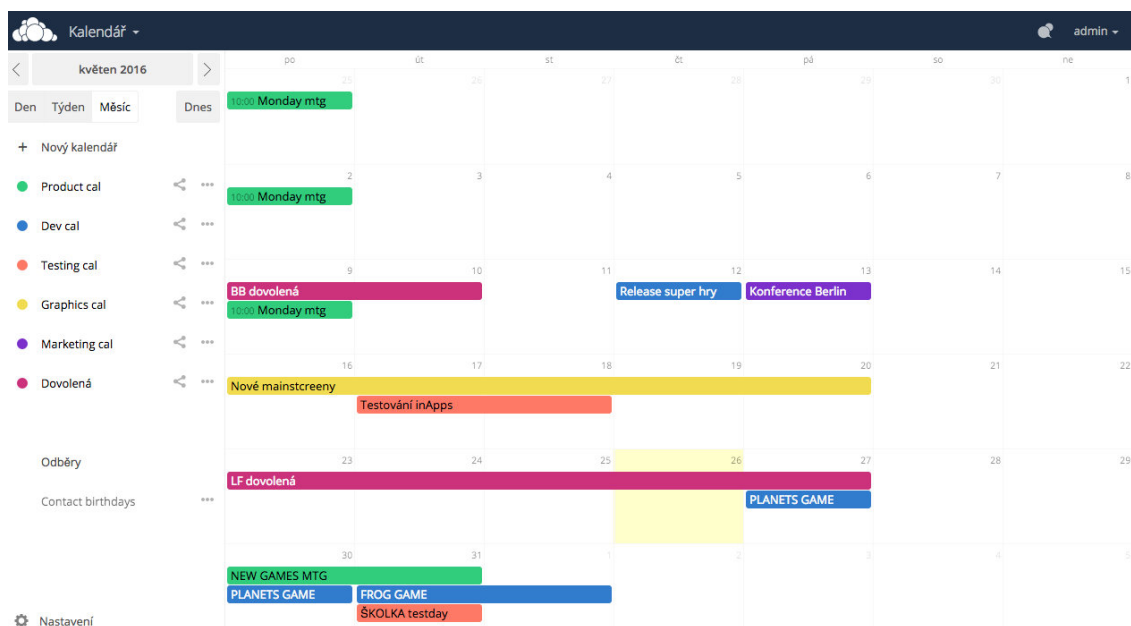 Kalendář
admin
květen 2016
Den Týden Měsíc Dnes
+ Nový kalendář
Product cal
Dev cal
Testing cal
Graphics cal
Marketing cal
Dovolená
Odběry
Contact birthdays
Nastavení
po út st čt pá so ne
25 26 27 28 29 30 1
10:00 Monday mtg
2 3 4 5 6 7 8
10:00 Monday mtg
9 10 11 12 13 14 15
BB dovolená Release super hry Konference Berlin
10:00 Monday mtg
16 17 18 19 20 21 22
Nové mainstcreeny
Testování inApps
23 24 25 26 27 28 29
LF dovolená
PLANETS GAME
30 31 1 2 3 4 5
NEW GAMES MTG
PLANETS GAME FROG GAME
ŠKOLKA testday